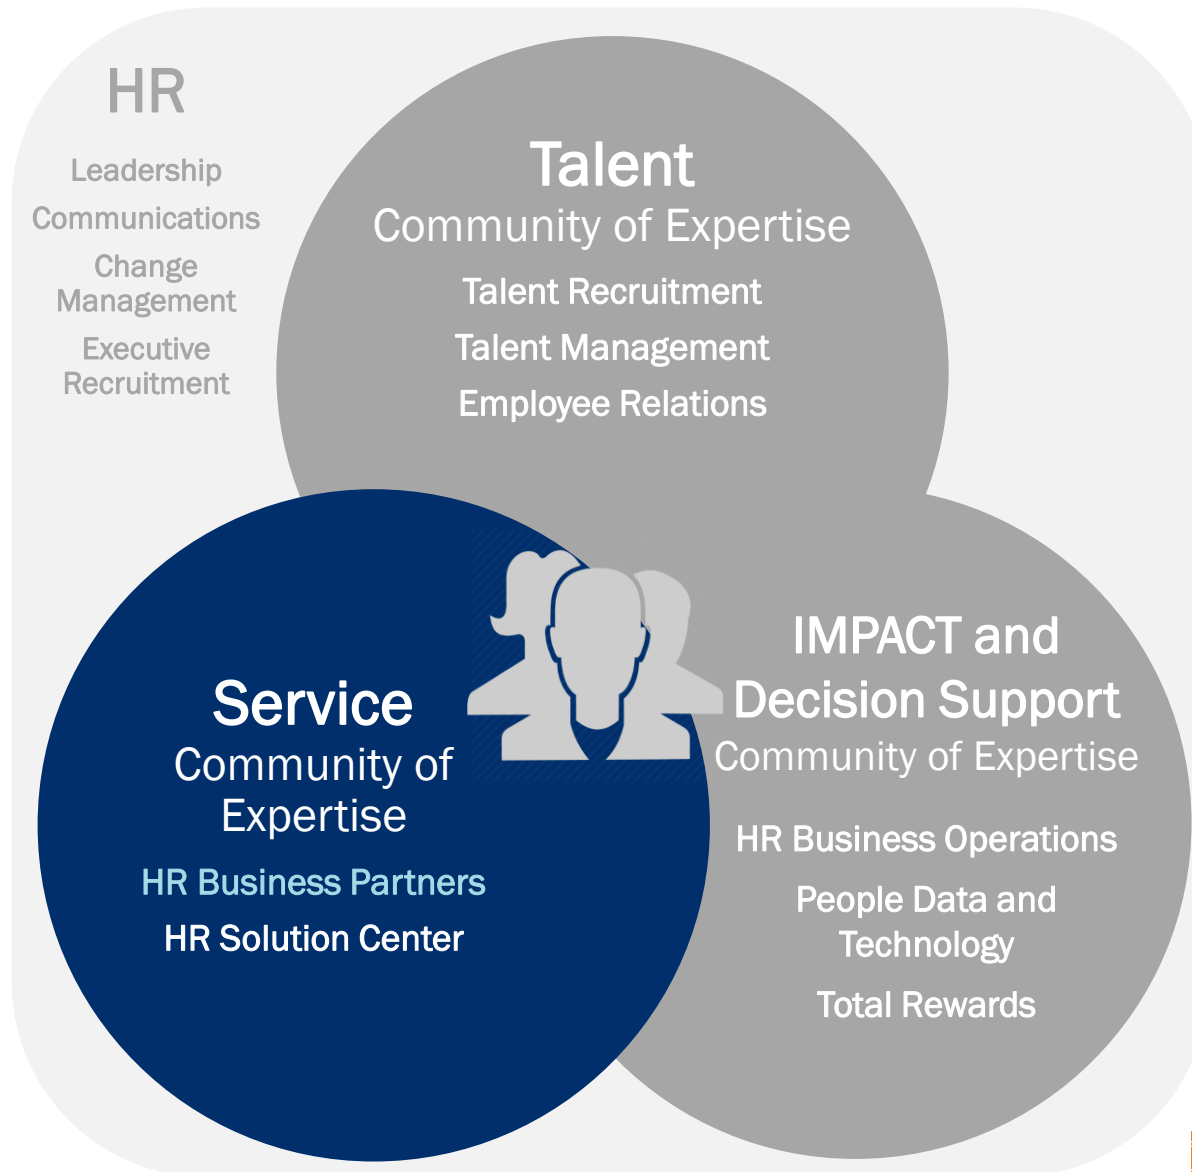 HR
Leadership
Communications
Change
Management
Executive
Recruitment
Talent
Community of Expertise
Talent Recruitment
Talent Management
Employee Relations
Service
Community of
Expertise
HR Business Partners
HR Solution Center
IMPACT and
Decision Support
Community of Expertise
HR Business Operations
People Data and
Technology
Total Rewards